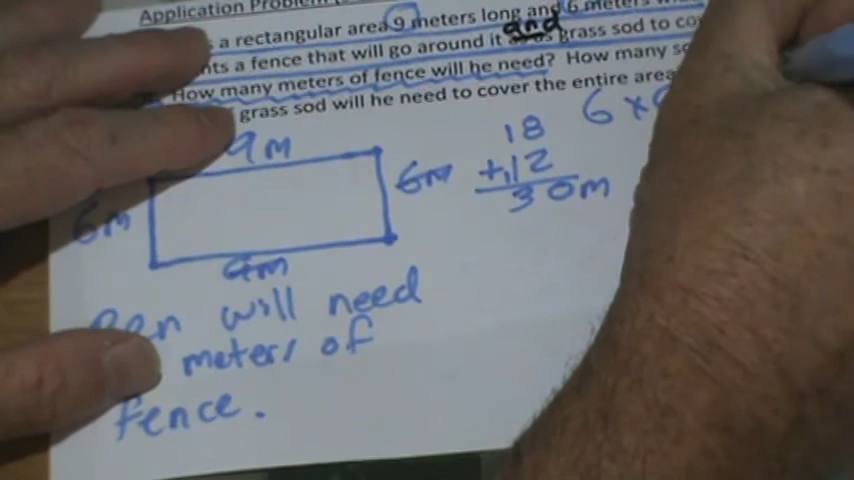 Application Problem
a rectangular area 9 meters long and 6 meters
a fence that will go around it and grass sod to
How many meters of fence will he need? How many
grass sod will he need to cover the entire area
9m
6m
6m
9m
18
+12
30m
6 x
will need
meters of
fence.